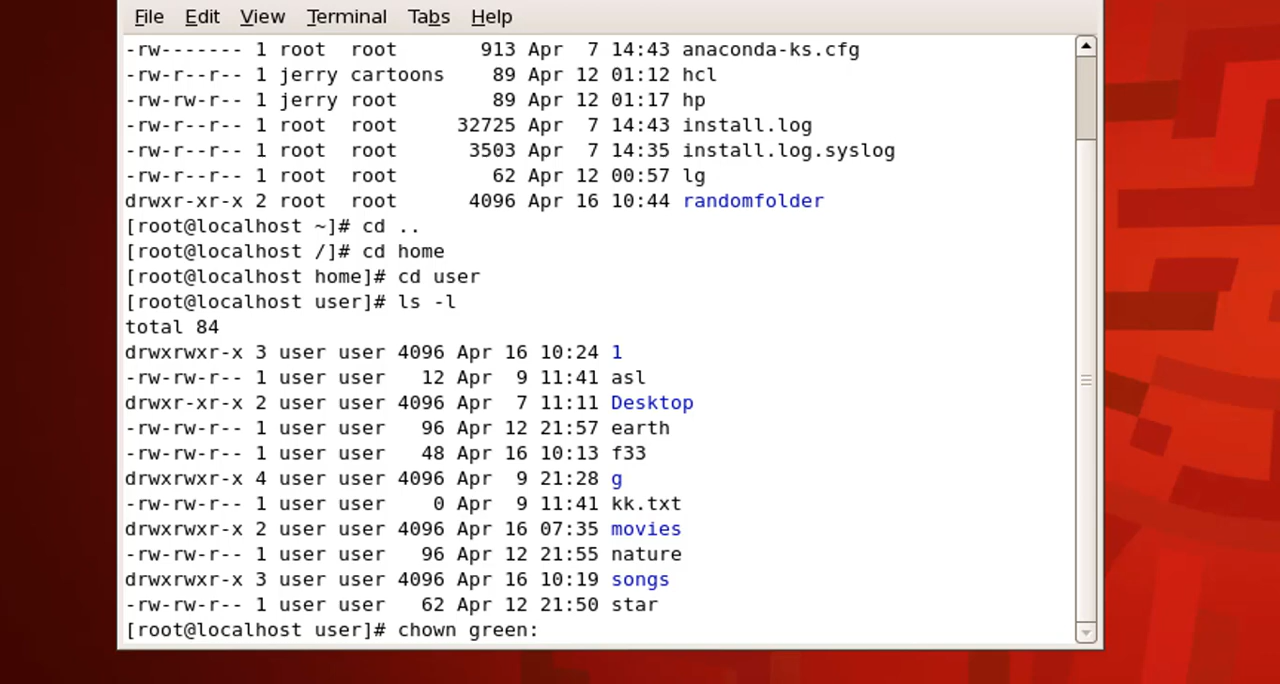 File Edit View Terminal Tabs Help
-rw------- 1 root  root       913 Apr  7 14:43 anaconda-ks.cfg
-rw-r--r-- 1 jerry cartoons    89 Apr 12 01:12 hcl
-rw-rw-r-- 1 jerry root        89 Apr 12 01:17 hp
-rw-r--r-- 1 root  root     32725 Apr  7 14:43 install.log
-rw-r--r-- 1 root  root      3503 Apr  7 14:35 install.log.syslog
-rw-r--r-- 1 root  root        62 Apr 12 00:57 lg
drwxr-xr-x 2 root  root      4096 Apr 16 10:44 randomfolder
[root@localhost ~]# cd ..
[root@localhost /]# cd home
[root@localhost home]# cd user
[root@localhost user]# ls -l
total 84
drwxrwxr-x 3 user user 4096 Apr 16 10:24 1
-rw-rw-r-- 1 user user   12 Apr  9 11:41 asl
drwxr-xr-x 2 user user 4096 Apr  7 11:11 Desktop
-rw-rw-r-- 1 user user   96 Apr 12 21:57 earth
-rw-rw-r-- 1 user user   48 Apr 16 10:13 f33
drwxrwxr-x 4 user user 4096 Apr  9 21:28 g
-rw-rw-r-- 1 user user    0 Apr  9 11:41 kk.txt
drwxrwxr-x 2 user user 4096 Apr 16 07:35 movies
-rw-rw-r-- 1 user user   96 Apr 12 21:55 nature
drwxrwxr-x 3 user user 4096 Apr 16 10:19 songs
-rw-rw-r-- 1 user user   62 Apr 12 21:50 star
[root@localhost user]# chown green: